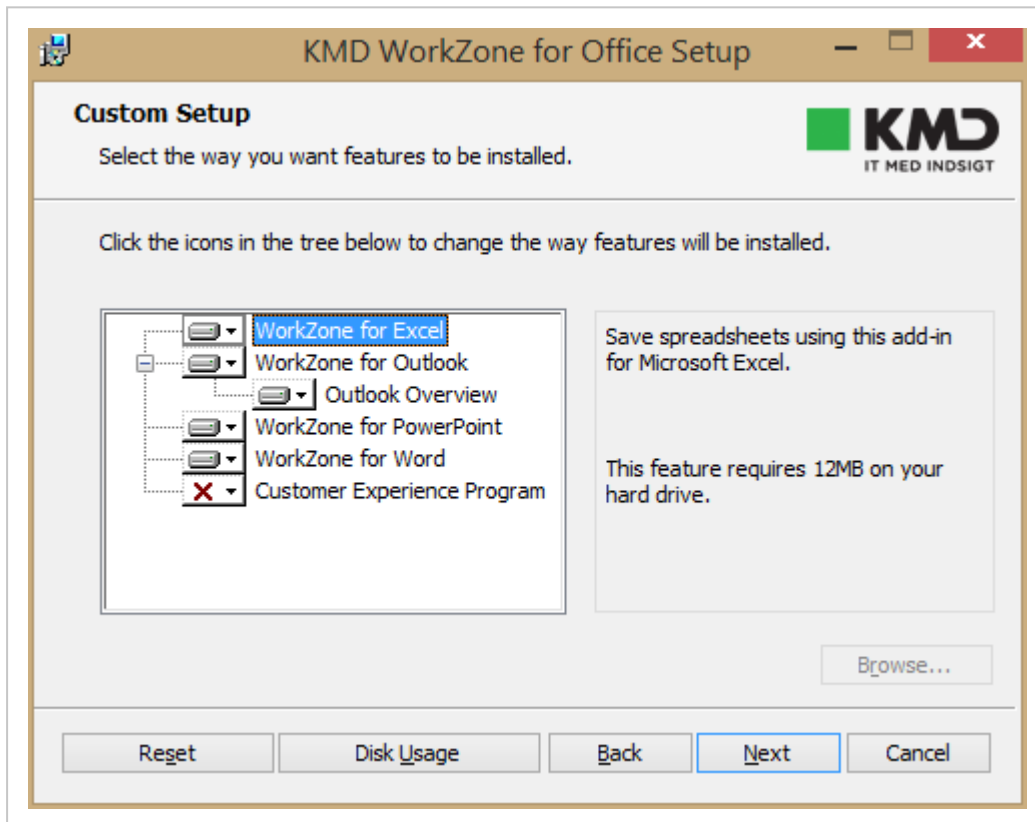 KMD WorkZone for Office Setup
Custom Setup
Select the way you want features to be installed.
KMD
IT MED INDSIGT
Click the icons in the tree below to change the way features will be installed.
WorkZone for Excel
WorkZone for Outlook
Outlook Overview
WorkZone for PowerPoint
WorkZone for Word
Customer Experience Program
Save spreadsheets using this add-in
for Microsoft Excel.
This feature requires 12MB on your
hard drive.
Browse...
Reset
Disk Usage
Back
Next
Cancel